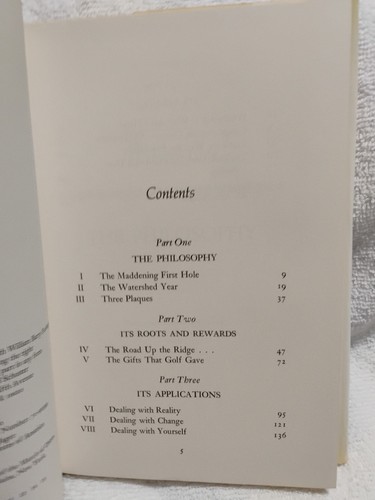 Contents
Part One
THE PHILOSOPHY
I The Maddening First Hole 9
II The Watershed Year 19
III Three Plaques 37
Part Two
ITS ROOTS AND REWARDS
IV The Road Up the Ridge . . . 47
V The Gifts That Golf Gave 72
Part Three
ITS APPLICATIONS
VI Dealing with Reality 95
VII Dealing with Change 121
VIII Dealing with Yourself 136
5